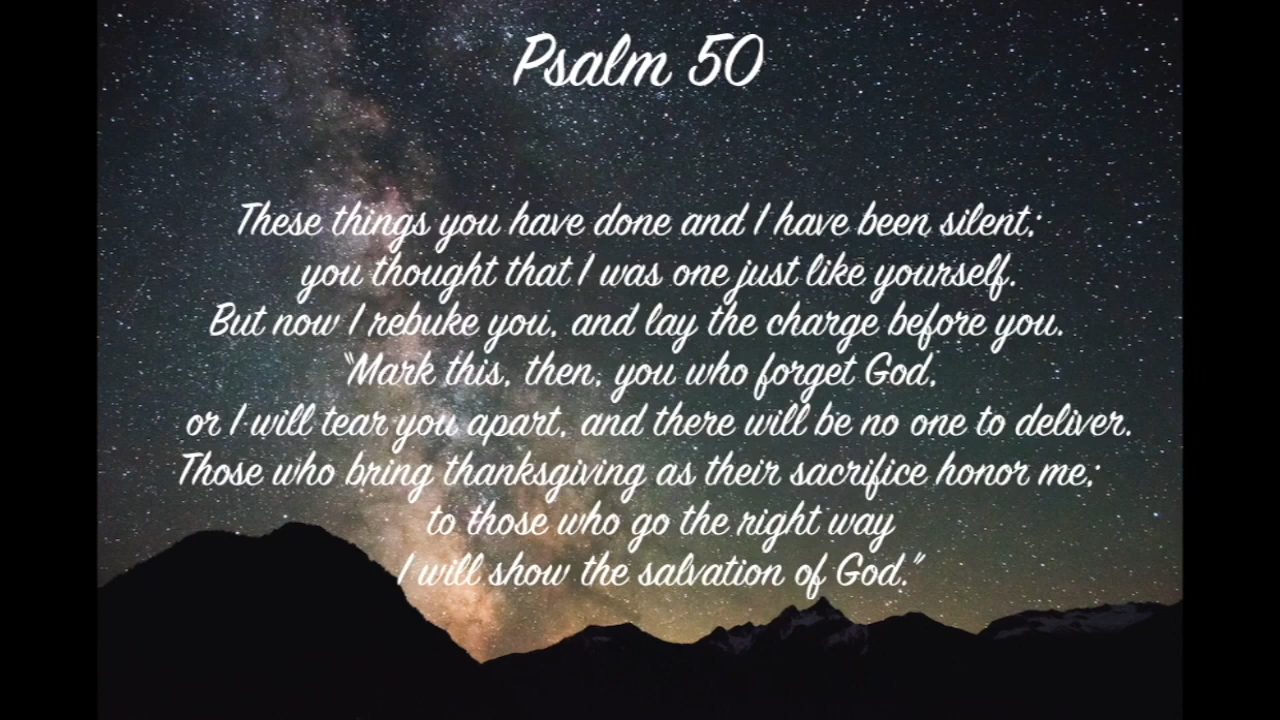 Psalm 50
These things you have done and I have been silent;
you thought that I was one just like yourself.
But now I rebuke you, and lay the charge before you.
“Mark this, then, you who forget God,
or I will tear you apart, and there will be no one to deliver.
Those who bring thanksgiving as their sacrifice honor me;
to those who go the right way
I will show the salvation of God.”